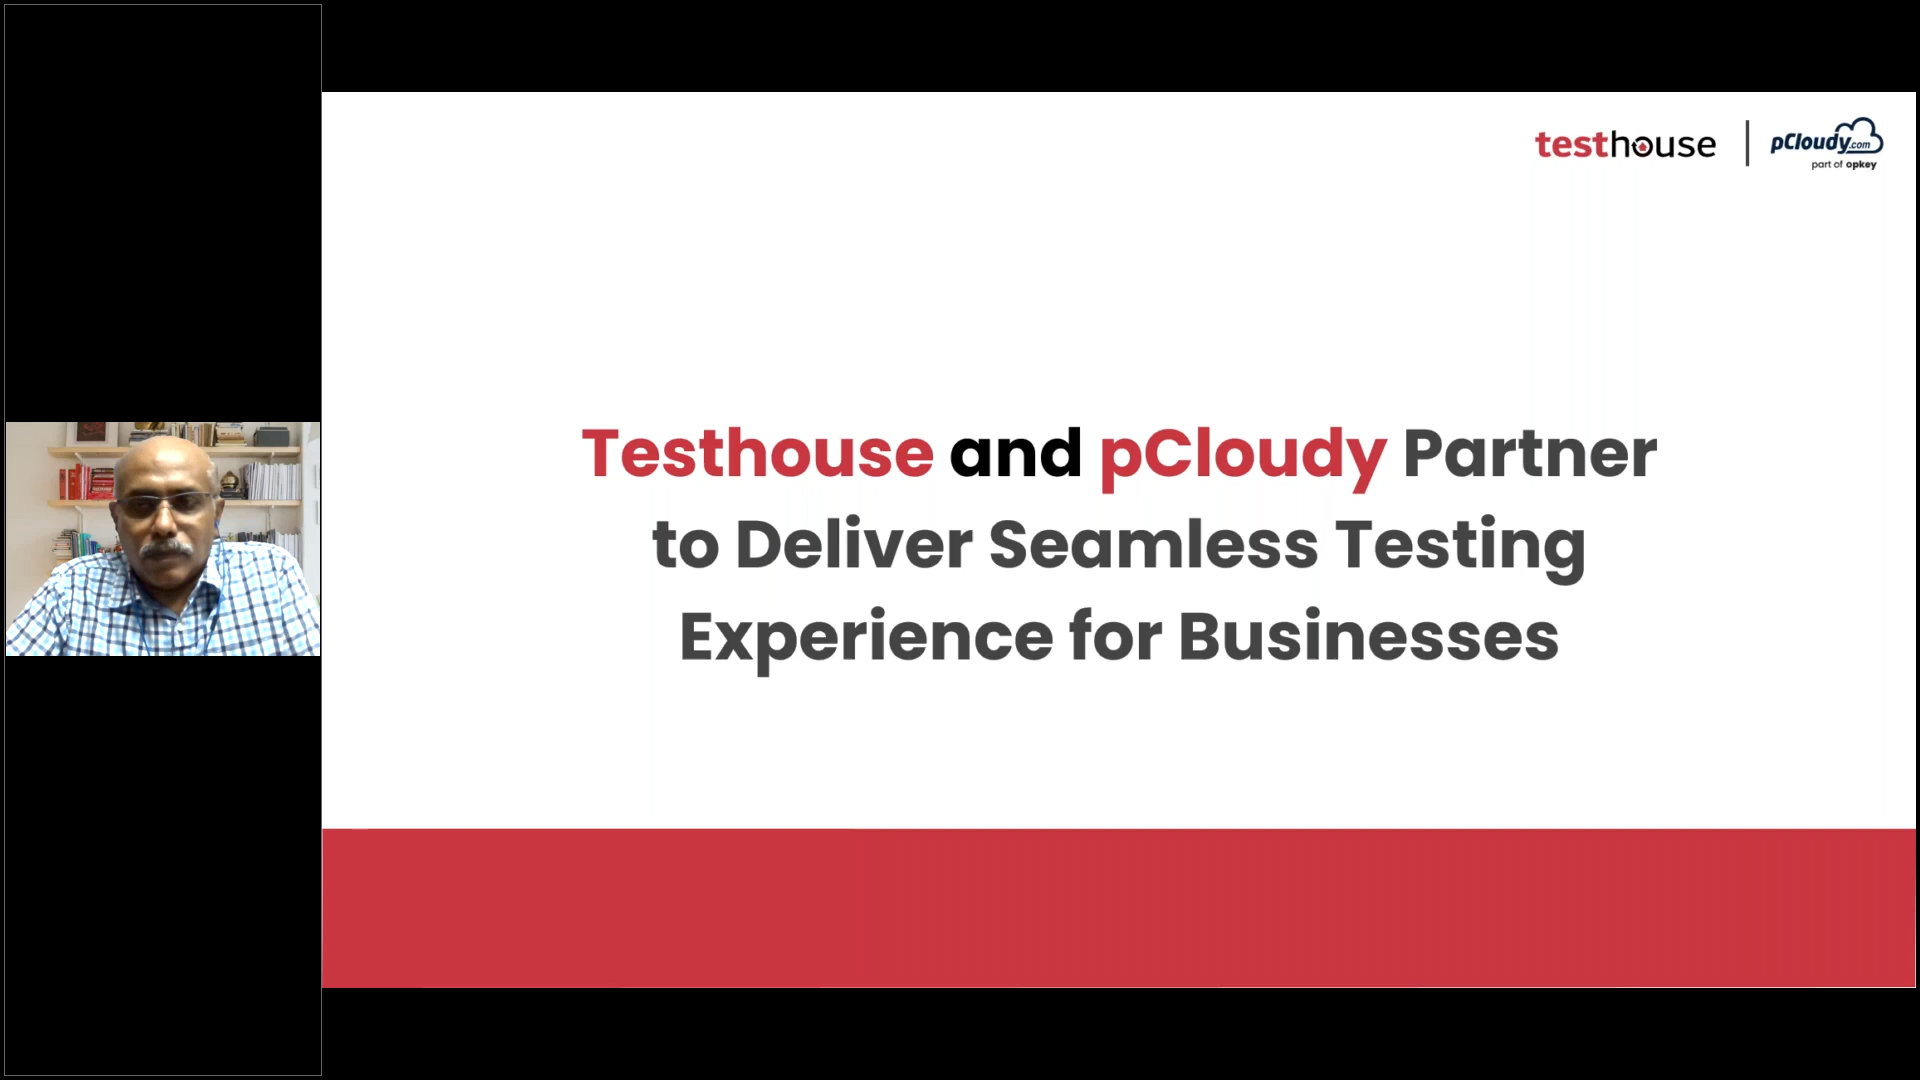 testhouse
pCloudy.com
part of opkey
Testhouse and pCloudy Partner
to Deliver Seamless Testing
Experience for Businesses